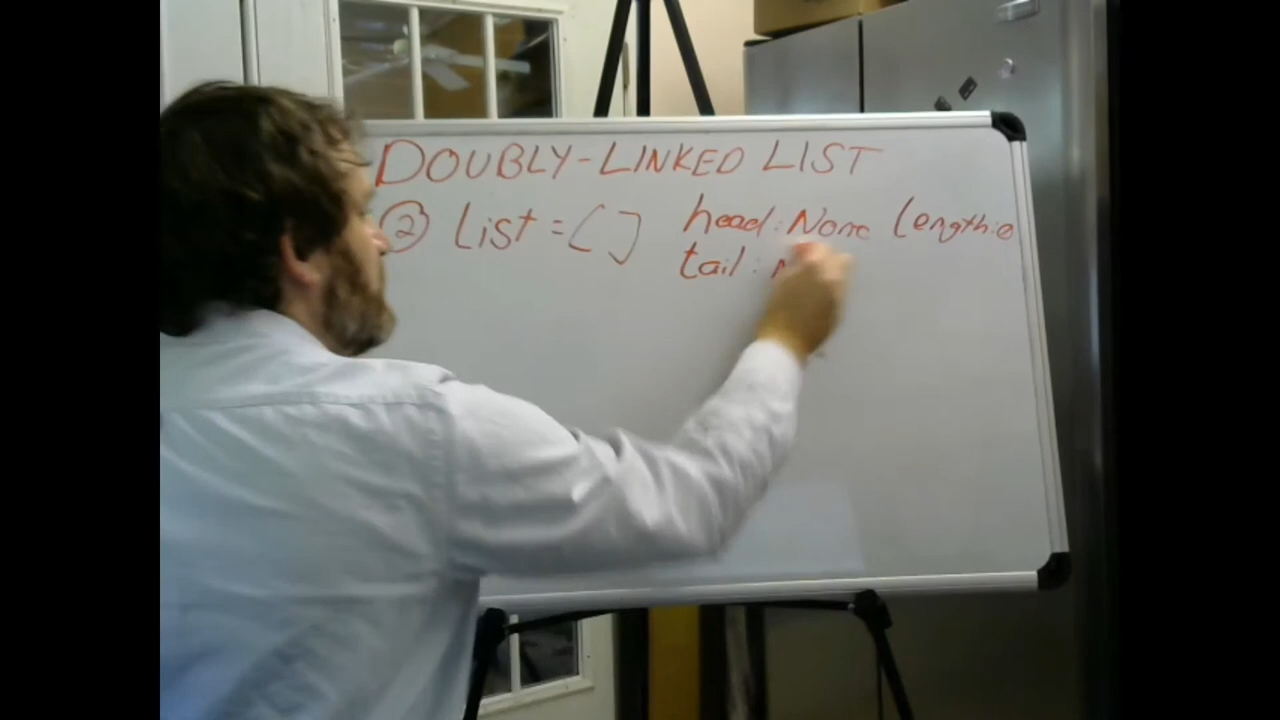 DOUBLY-LINKED LIST
② List = [ ] head: None Length: 0
tail: